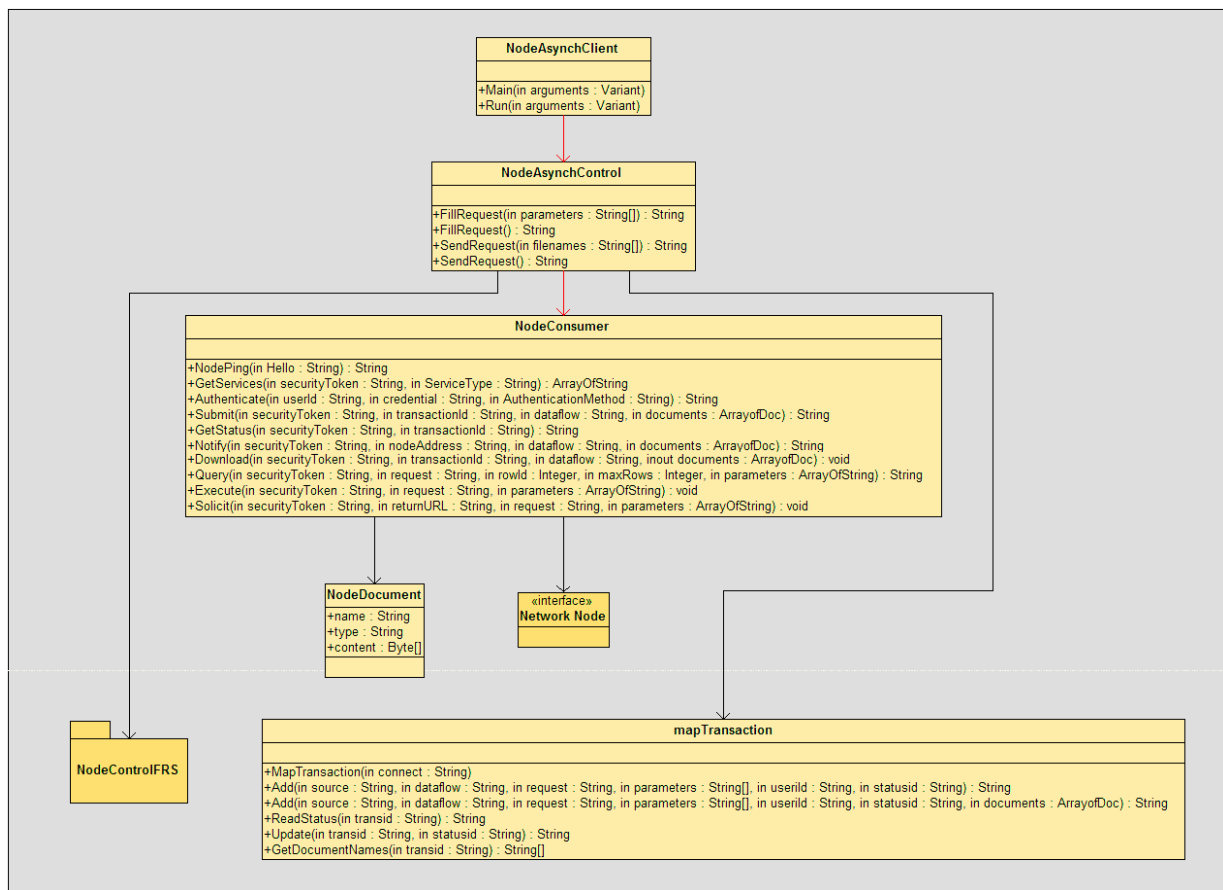 NodeAsynchClient
+Main(in arguments : Variant)
+Run(in arguments : Variant)
NodeAsynchControl
+FillRequest(in parameters : String[]) : String
+FillRequest() : String
+SendRequest(in filenames : String[]) : String
+SendRequest() : String
NodeConsumer
+NodePing(in Hello : String) : String
+GetServices(in securityToken : String, in ServiceType : String) : ArrayOfString
+Authenticate(in userId : String, in credential : String, in AuthenticationMethod : String) : String
+Submit(in securityToken : String, in transactionId : String, in dataflow : String, in documents : ArrayofDoc) : String
+GetStatus(in securityToken : String, in transactionId : String) : String
+Notify(in securityToken : String, in nodeAddress : String, in dataflow : String, in documents : ArrayofDoc) : String
+Download(in securityToken : String, in transactionId : String, in dataflow : String, inout documents : ArrayofDoc) : void
+Query(in securityToken : String, in request : String, in rowId : Integer, in maxRows : Integer, in parameters : ArrayOfString) : String
+Execute(in securityToken : String, in request : String, in parameters : ArrayOfString) : void
+Solicit(in securityToken : String, in returnURL : String, in request : String, in parameters : ArrayOfString) : void
NodeDocument
+name : String
+type : String
+content : Byte[]
«interface»
Network Node
NodeControlFRS
mapTransaction
+MapTransaction(in connect : String)
+Add(in source : String, in dataflow : String, in request : String, in parameters : String[], in userild : String, in statusid : String) : String
+Add(in source : String, in dataflow : String, in request : String, in parameters : String[], in userild : String, in statusid : String, in documents : ArrayofDoc) : String
+ReadStatus(in transid : String) : String
+Update(in transid : String, in statusid : String) : String
+GetDocumentNames(in transid : String) : String[]